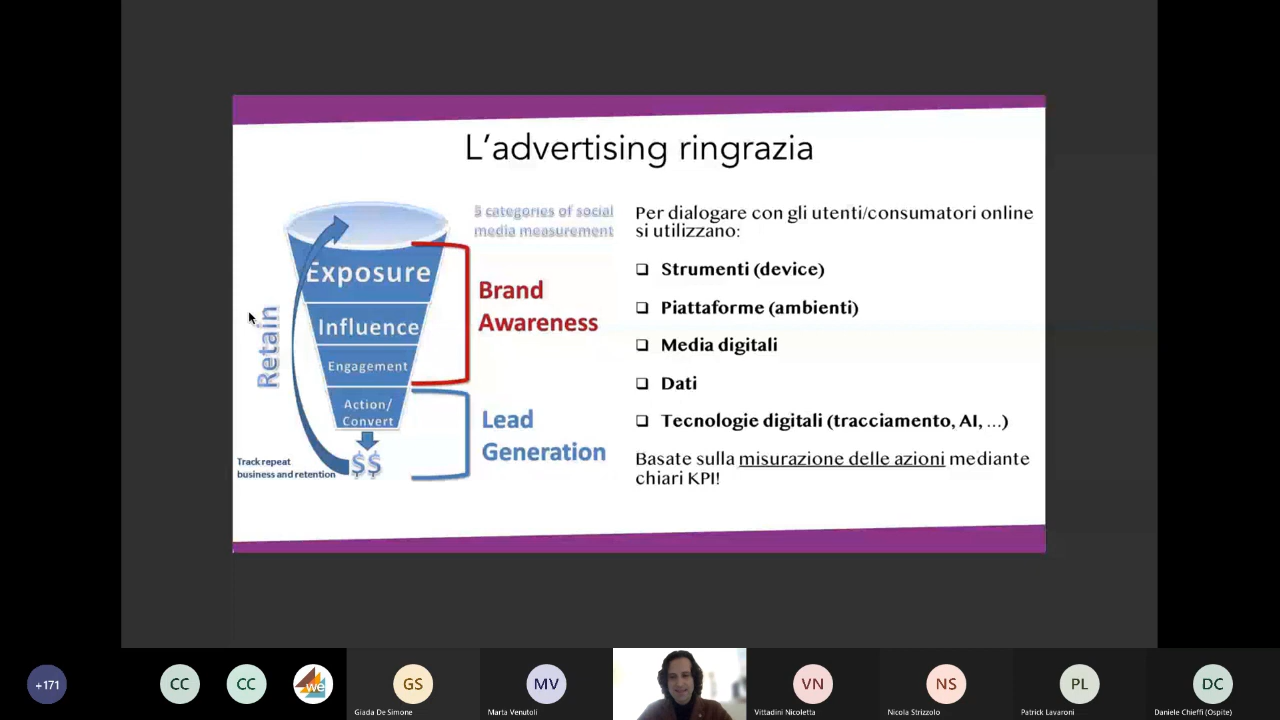 L'advertising ringrazia
5 categories of social
media measurement
Exposure
Influence
Engagement
Action/
Convert
$$
Retain
Track repeat
business and retention
Brand
Awareness
Lead
Generation
Per dialogare con gli utenti/consumatori online
si utilizzano:
Strumenti (device)
Piattaforme (ambienti)
Media digitali
Dati
Tecnologie digitali (tracciamento, AI, ...)
Basate sulla misurazione delle azioni mediante
chiari KPI!
+171
CC
CC
we
GS
Giada De Simone
MV
Marta Venutoli
VN
Vittadini Nicoletta
NS
Nicola Strizzolo
PL
Patrick Lavaroni
DC
Daniele Chieffi (Ospite)